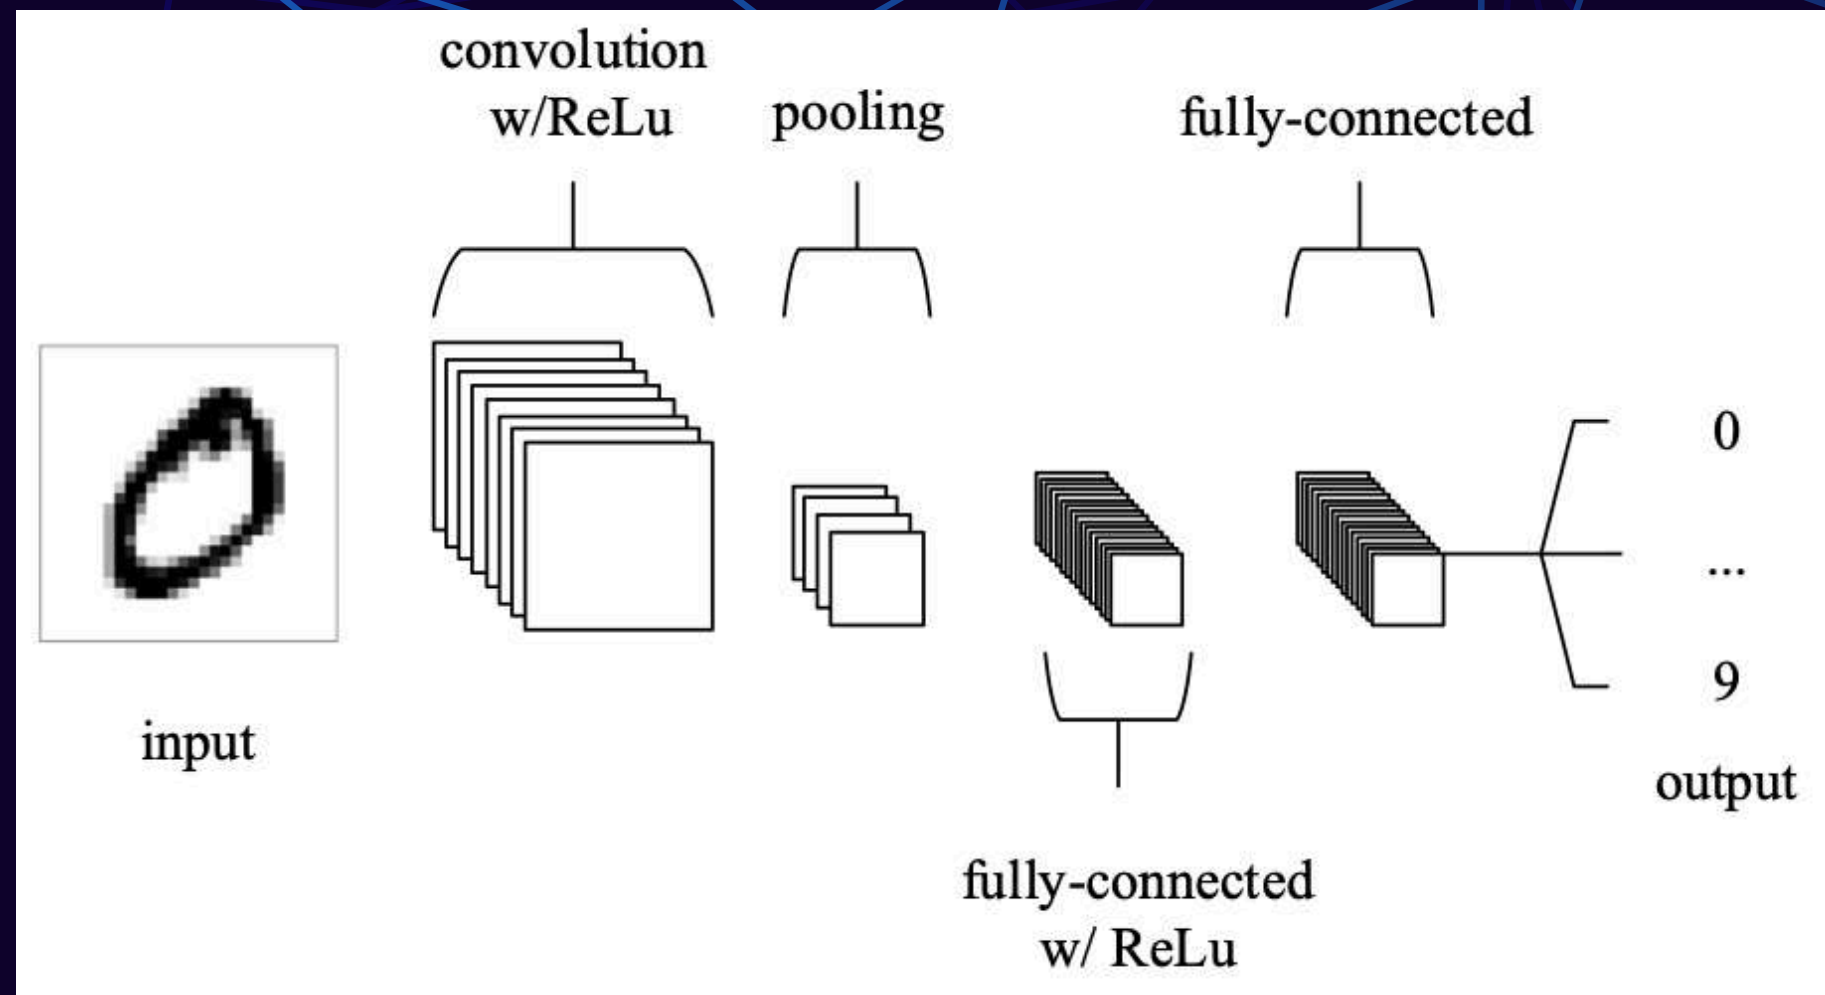 convolution
w/ReLu
pooling
fully-connected
input
fully-connected
w/ ReLu
0
...
9
output